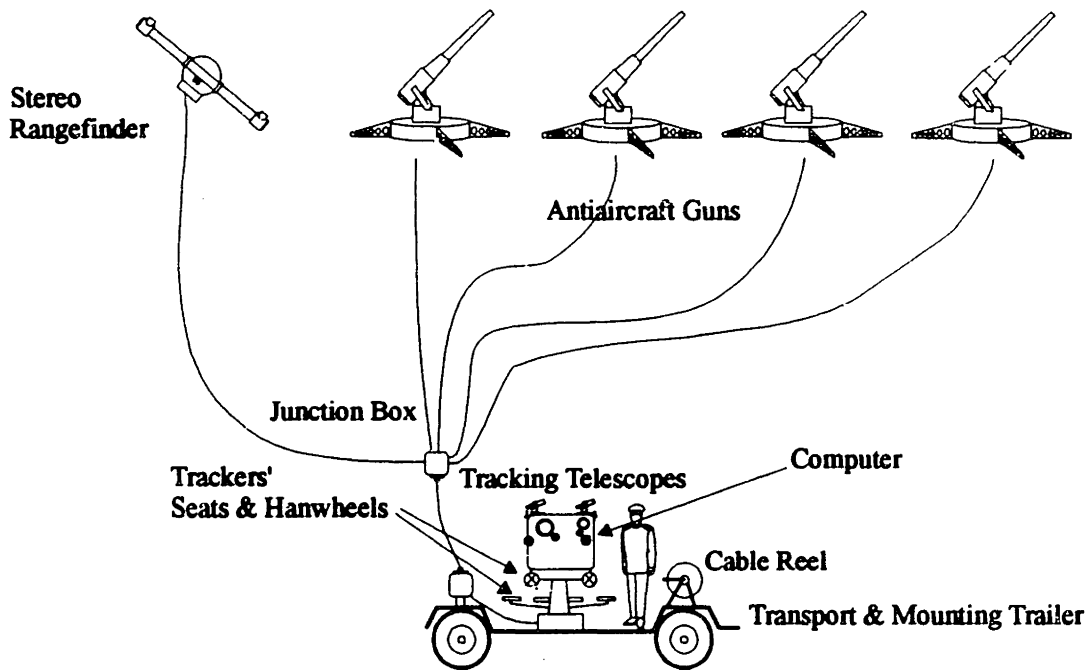 Stereo
Rangefinder
Antiaircraft Guns
Junction Box
Trackers'
Seats & Hanwheels
Tracking Telescopes
Computer
Cable Reel
Transport & Mounting Trailer